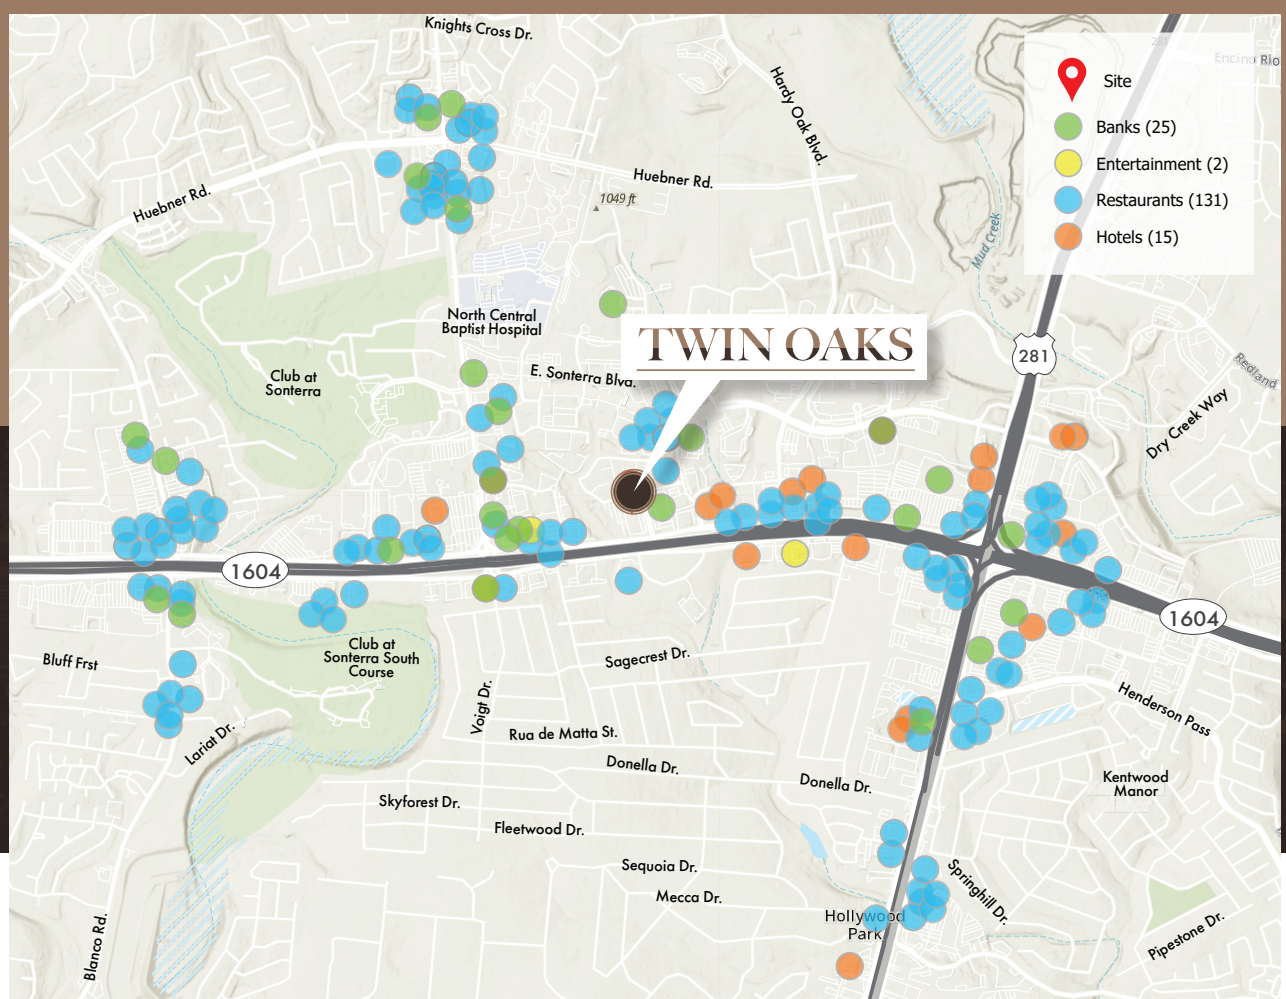 Knights Cross Dr.
Hardy Oak Blvd.
281
Encino Rio
Site
Banks (25)
Entertainment (2)
Restaurants (131)
Hotels (15)
Huebner Rd.
Huebner Rd.
1049 ft
Mud Creek
North Central
Baptist Hospital
TWIN OAKS
281
Redland
Club at
Sonterra
E. Sonterra Blvd.
Dry Creek Way
1604
1604
Club at
Sonterra South
Course
Bluff Frst
Sagecrest Dr.
Voigt Dr.
Henderson Pass
Lariat Dr.
Rua de Matta St.
Donella Dr.
Donella Dr.
Kentwood
Manor
Skyforest Dr.
Fleetwood Dr.
Sequoia Dr.
Mecca Dr.
Springhill Dr.
Hollywood
Park
Blanco Rd.
Pipestone Dr.